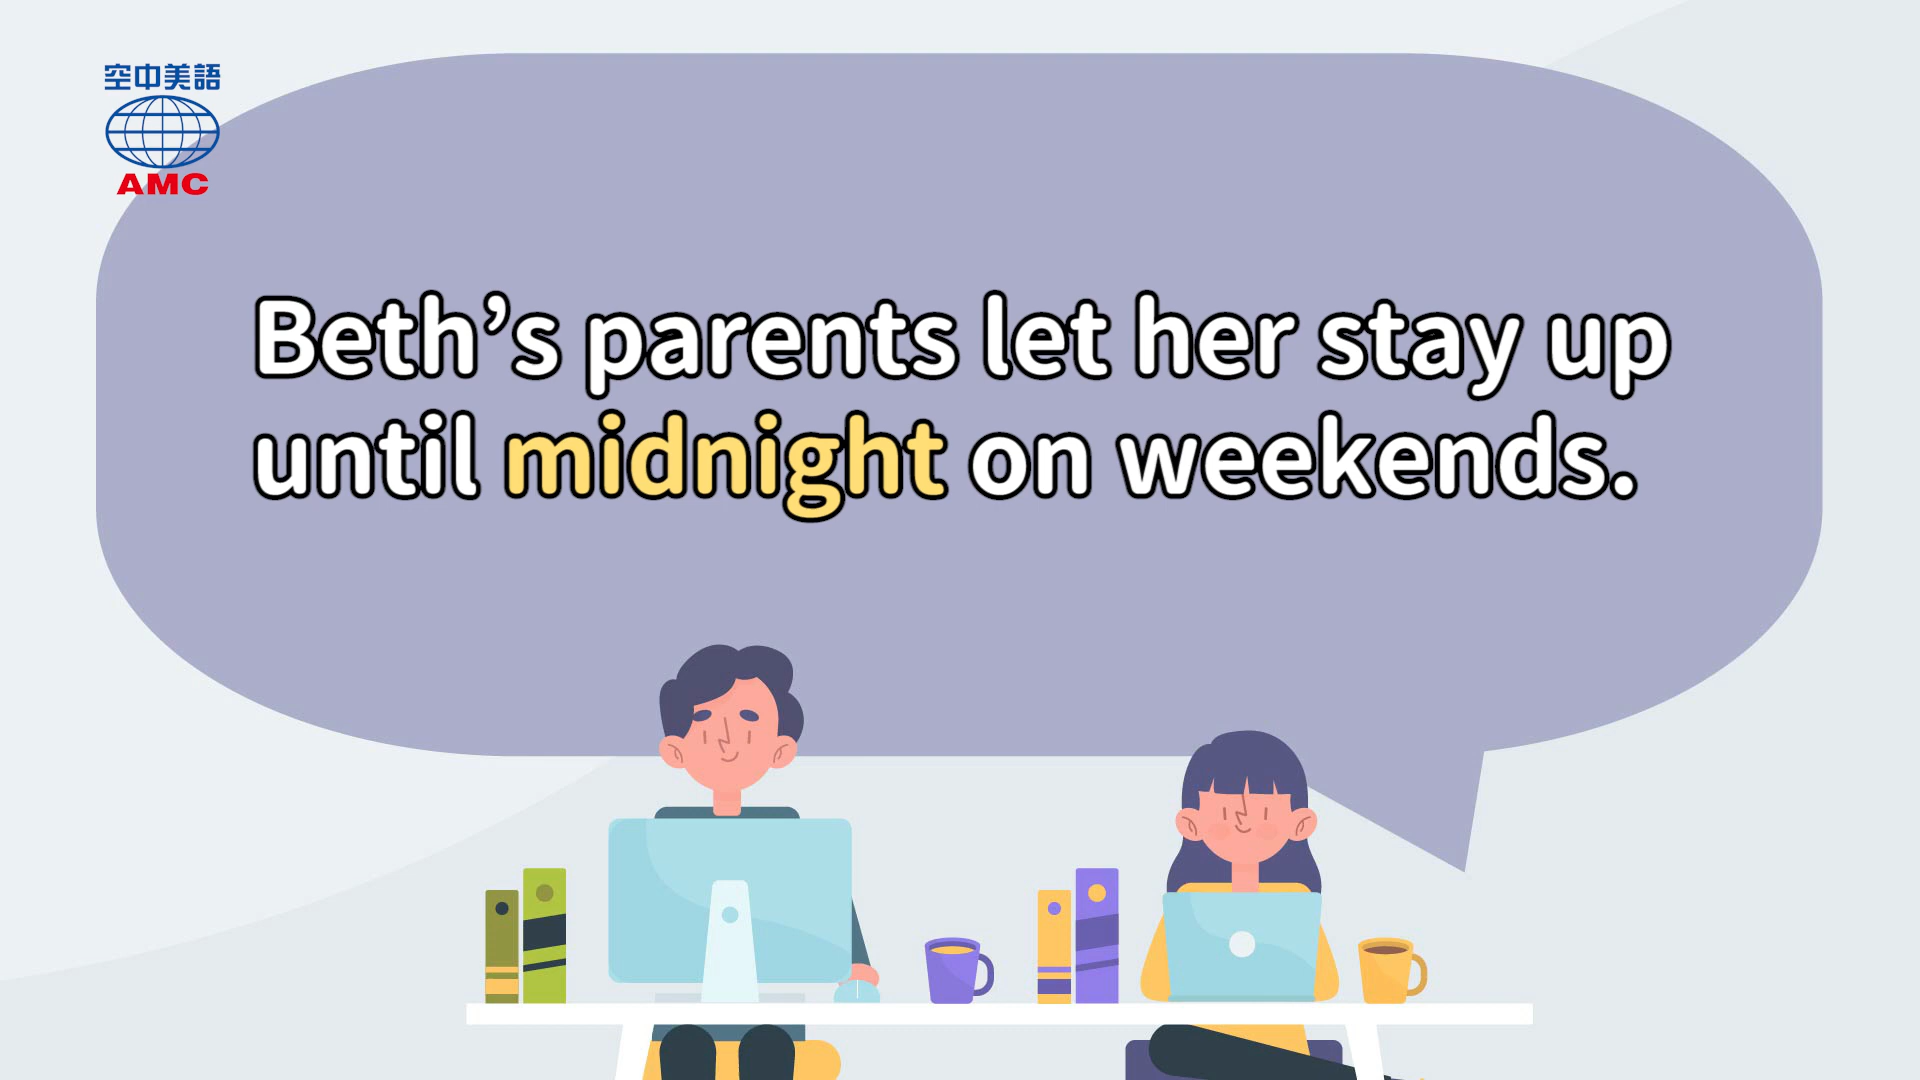 空中美語
AMC
Beth’s parents let her stay up
until midnight on weekends.